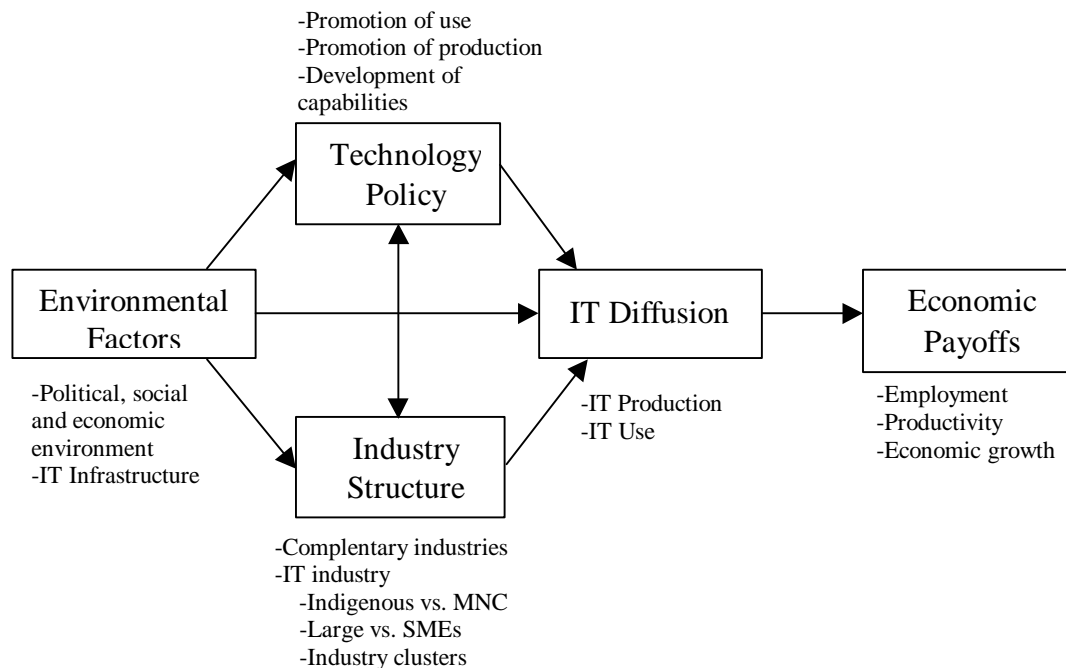 -Promotion of use
-Promotion of production
-Development of
capabilities
Technology
Policy
Environmental
Factors
-Political, social
and economic
environment
-IT Infrastructure
Industry
Structure
-Complentary industries
-IT industry
-Indigenous vs. MNC
-Large vs. SMEs
-Industry clusters
IT Diffusion
-IT Production
-IT Use
Economic
Payoffs
-Employment
-Productivity
-Economic growth